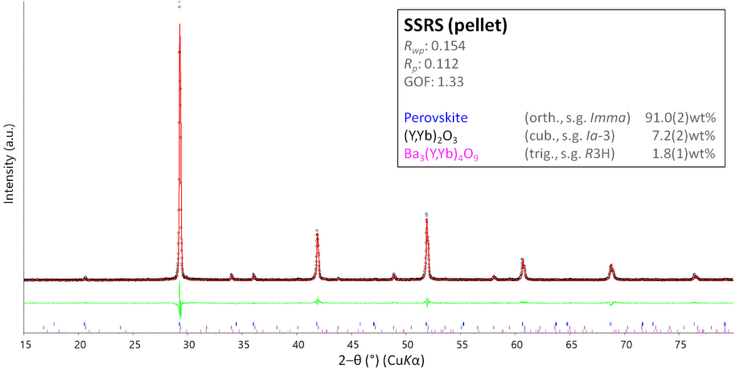 SSRS (pellet)
Rwp: 0.154
Rp: 0.112
GOF: 1.33
Perovskite (orth., s.g. Imma) 91.0(2)wt%
(Y,Yb)₂O₃ (cub., s.g. Ia-3) 7.2(2)wt%
Ba₃(Y,Yb)₄O₉ (trig., s.g. R3H) 1.8(1)wt%
Intensity (a.u.)
15 20 25 30 35 40 45 50 55 60 65 70 75
2–θ (°) (CuKα)